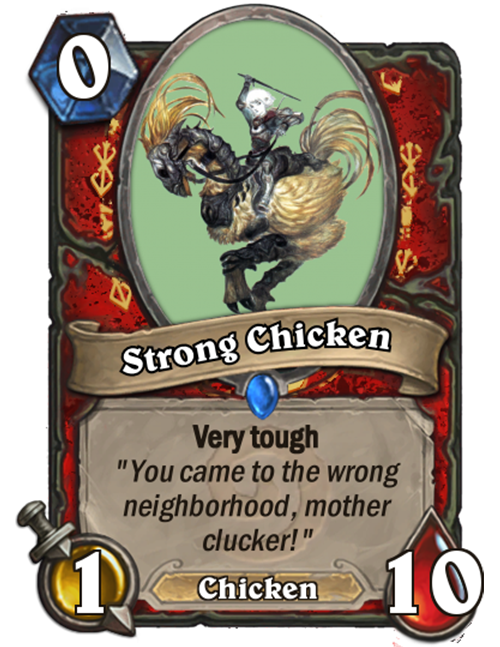 0
Strong Chicken
Very tough
"You came to the wrong
neighborhood, mother
clucker!"
1
Chicken
10